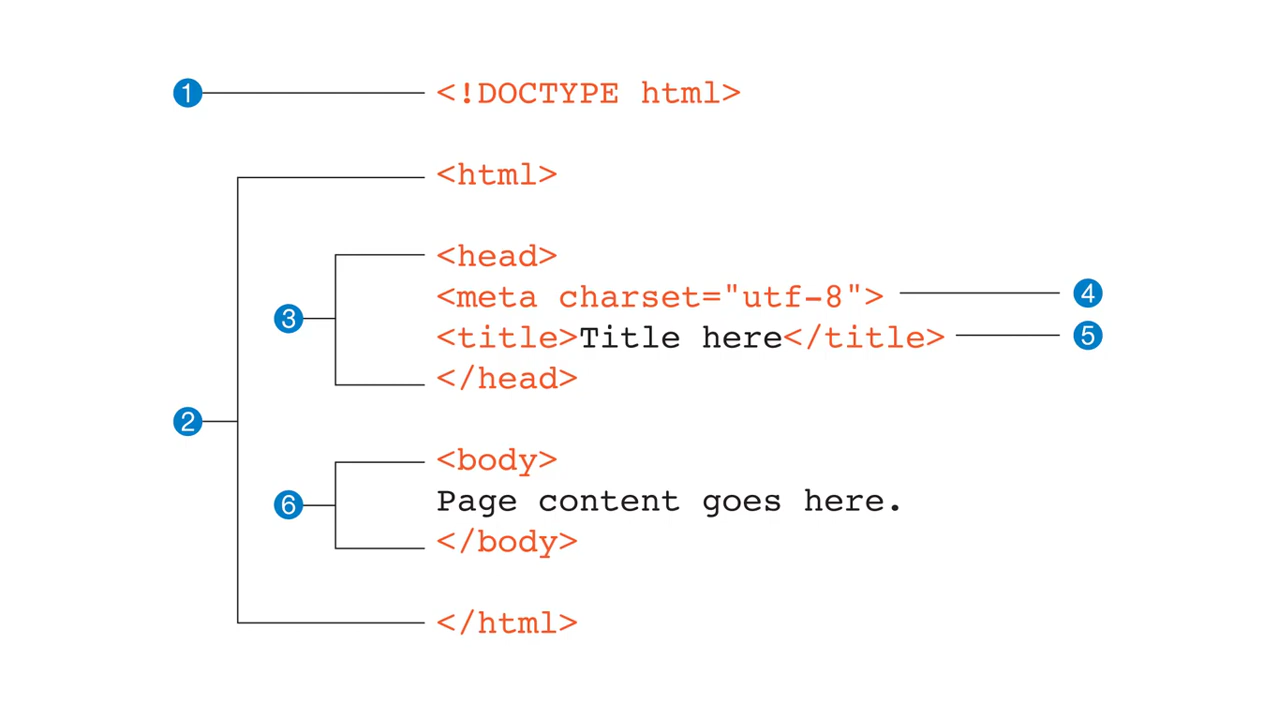 1 <!DOCTYPE html>
<html>
<head>
3 <meta charset="utf-8"> 4
<title>Title here</title> 5
</head>
2
<body>
6 Page content goes here.
</body>
</html>